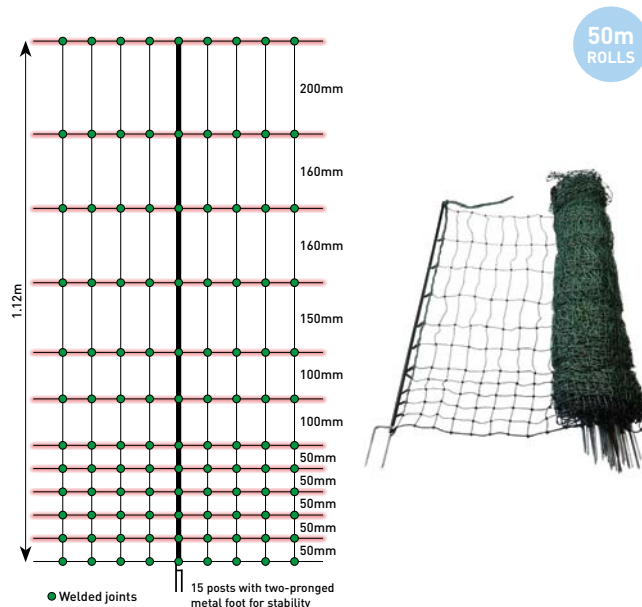 50m
ROLLS
1.12m
200mm
160mm
160mm
150mm
100mm
100mm
50mm
50mm
50mm
50mm
50mm
Welded joints
15 posts with two-pronged
metal foot for stability